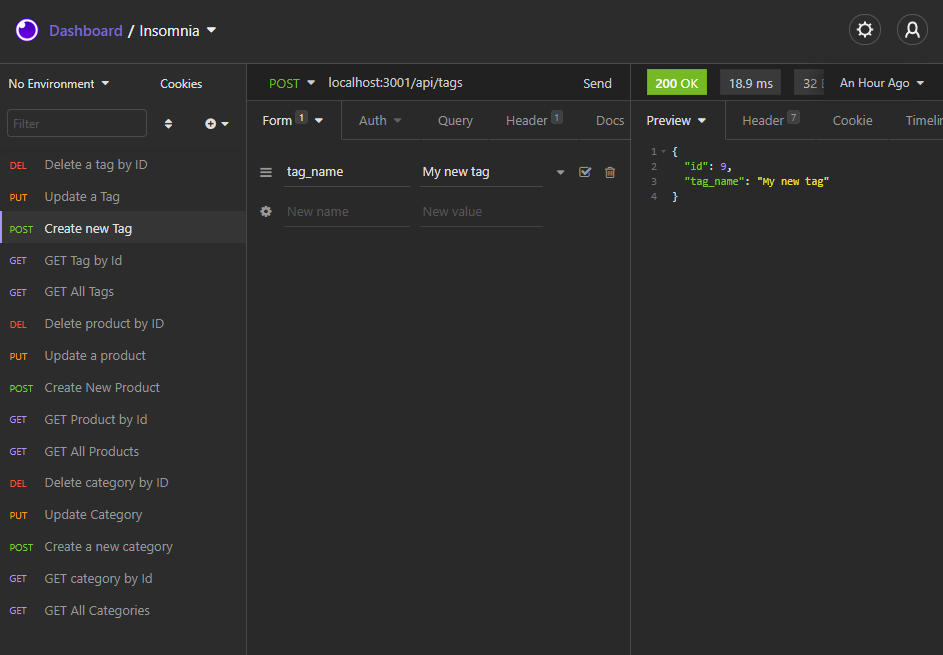 Dashboard / Insomnia
No Environment Cookies
Filter
DEL Delete a tag by ID
PUT Update a Tag
POST Create new Tag
GET GET Tag by Id
GET GET All Tags
DEL Delete product by ID
PUT Update a product
POST Create New Product
GET GET Product by Id
GET GET All Products
DEL Delete category by ID
PUT Update Category
POST Create a new category
GET GET category by Id
GET GET All Categories
POST localhost:3001/api/tags Send
Form 1 Auth Query Header 1 Docs
tag_name My new tag
New name New value
200 OK 18.9 ms 32 An Hour Ago
Preview Header 7 Cookie Timelin
1 {
2 "id": 9,
3 "tag_name": "My new tag"
4 }